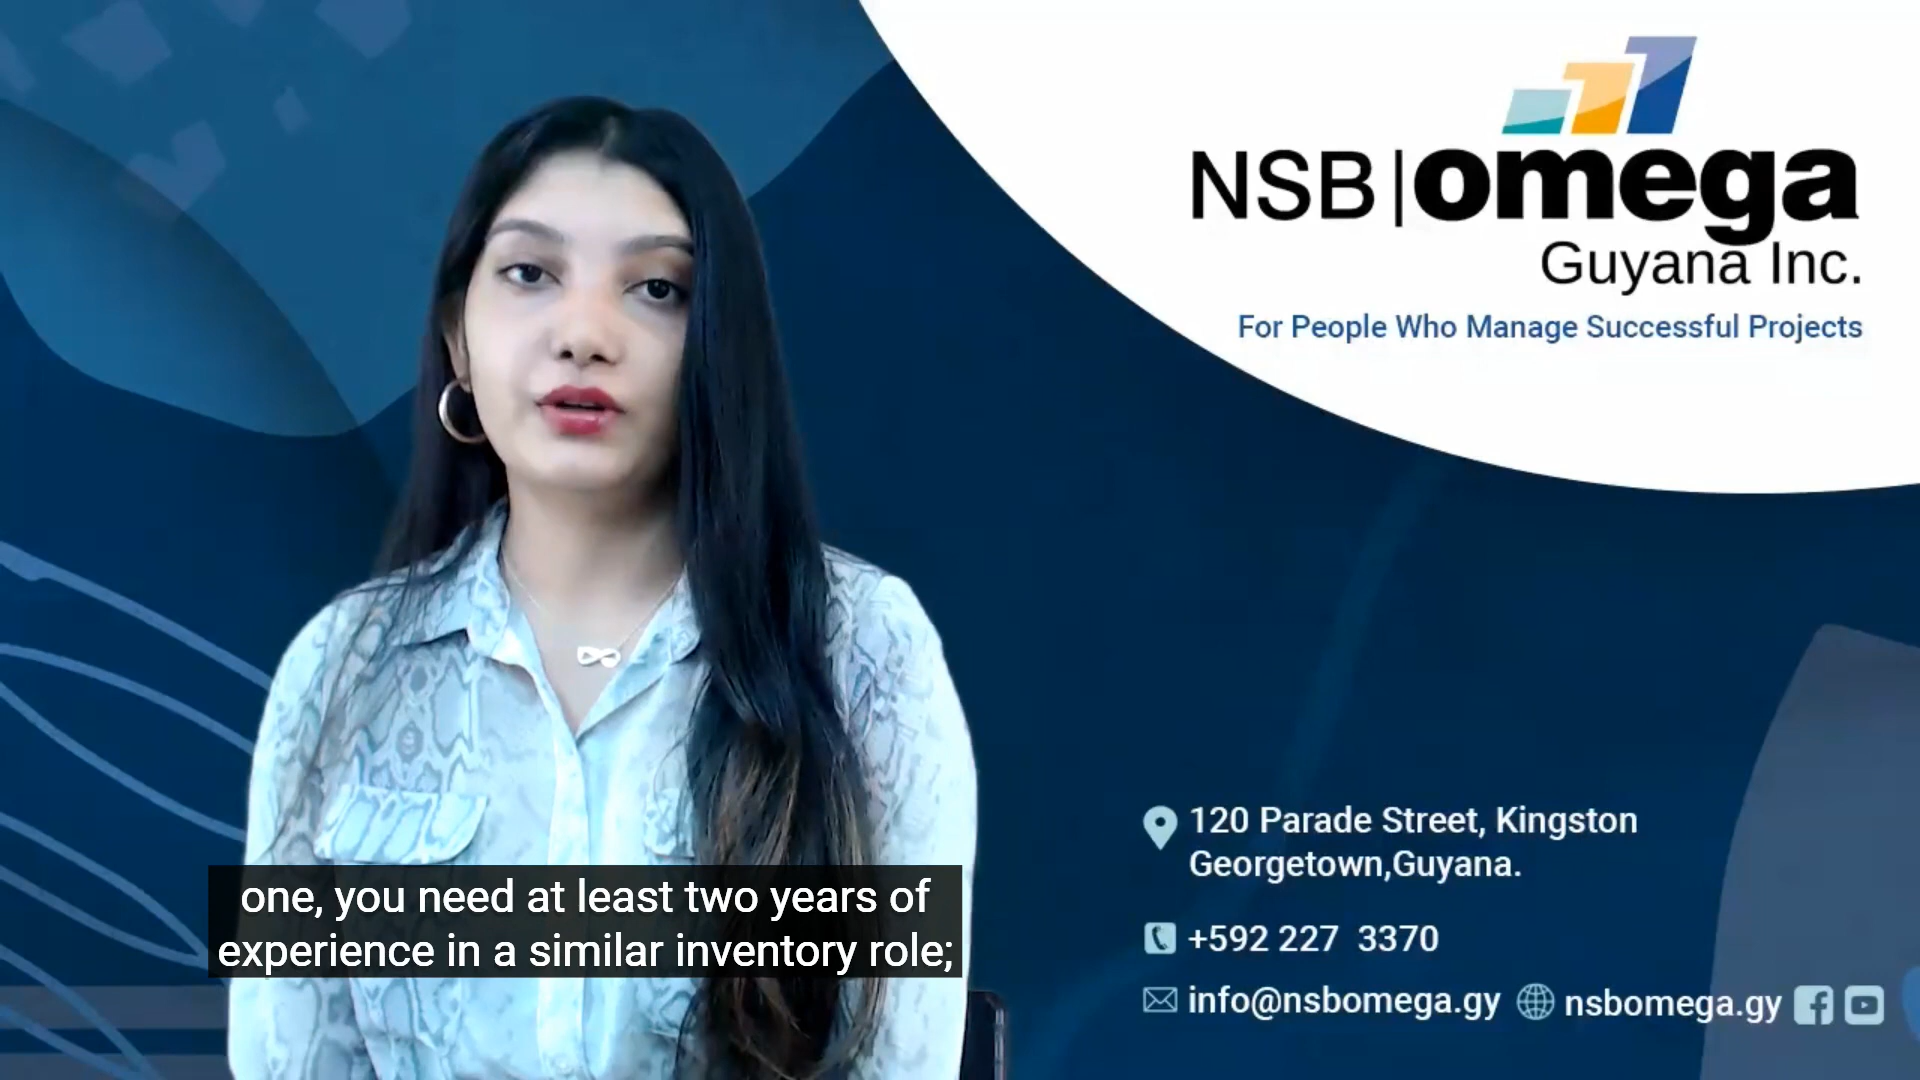 NSB|omega
Guyana Inc.
For People Who Manage Successful Projects
120 Parade Street, Kingston
Georgetown,Guyana.
+592 227 3370
info@nsbomega.gy nsbomega.gy
one, you need at least two years of
experience in a similar inventory role;